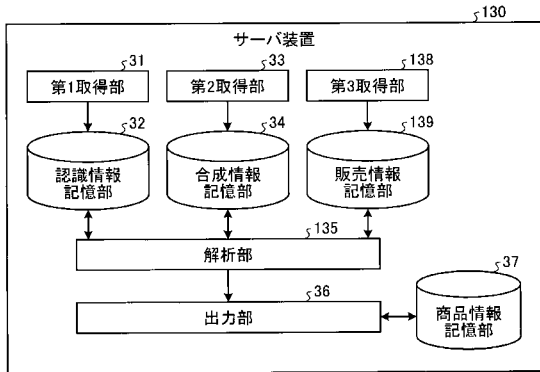 130
サーバ装置
31
33
138
第1取得部
第2取得部
第3取得部
32
34
139
認識情報
記憶部
合成情報
記憶部
販売情報
記憶部
135
解析部
36
37
出力部
商品情報
記憶部